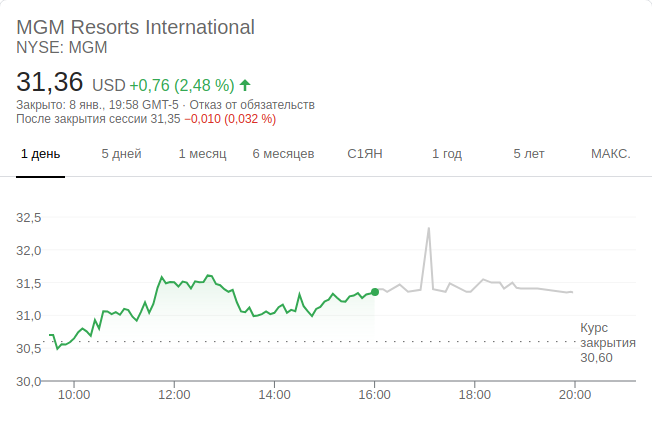 MGM Resorts International
NYSE: MGM
31,36 USD +0,76 (2,48 %)
Закрыто: 8 янв., 19:58 GMT-5 · Отказ от обязательств
После закрытия сессии 31,35 −0,010 (0,032 %)
1 день 5 дней 1 месяц 6 месяцев С1ЯН 1 год 5 лет МАКС.
32,5
32,0
31,5
31,0
30,5
30,0
Курс
закрытия
30,60
10:00 12:00 14:00 16:00 18:00 20:00